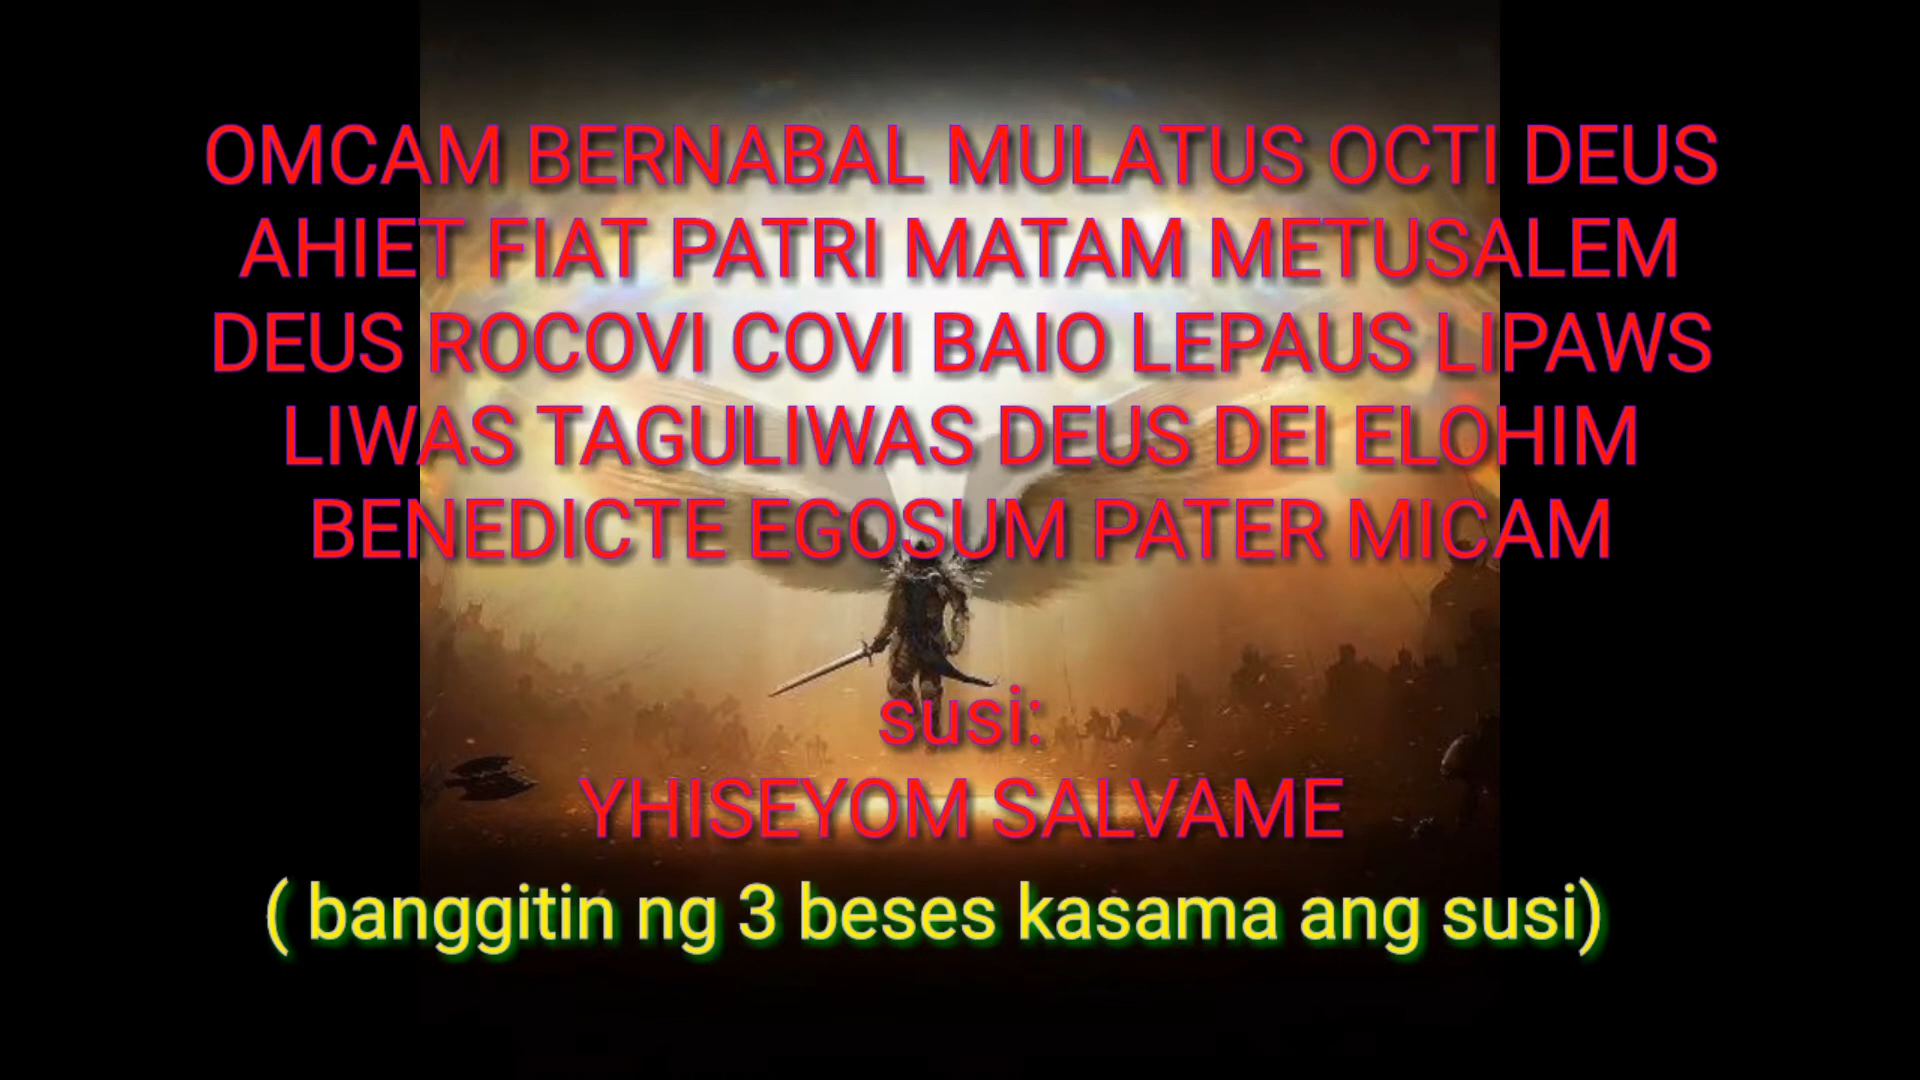 OMCAM BERNABAL MULATUS OCTI DEUS
AHIET FIAT PATRI MATAM METUSALEM
DEUS ROCOVI COVI BAIO LEPAUS LIPAWS
LIWAS TAGULIWAS DEUS DEI ELOHIM
BENEDICTE EGOSUM PATER MICAM
susi:
YHISEYOM SALVAME
( banggitin ng 3 beses kasama ang susi)